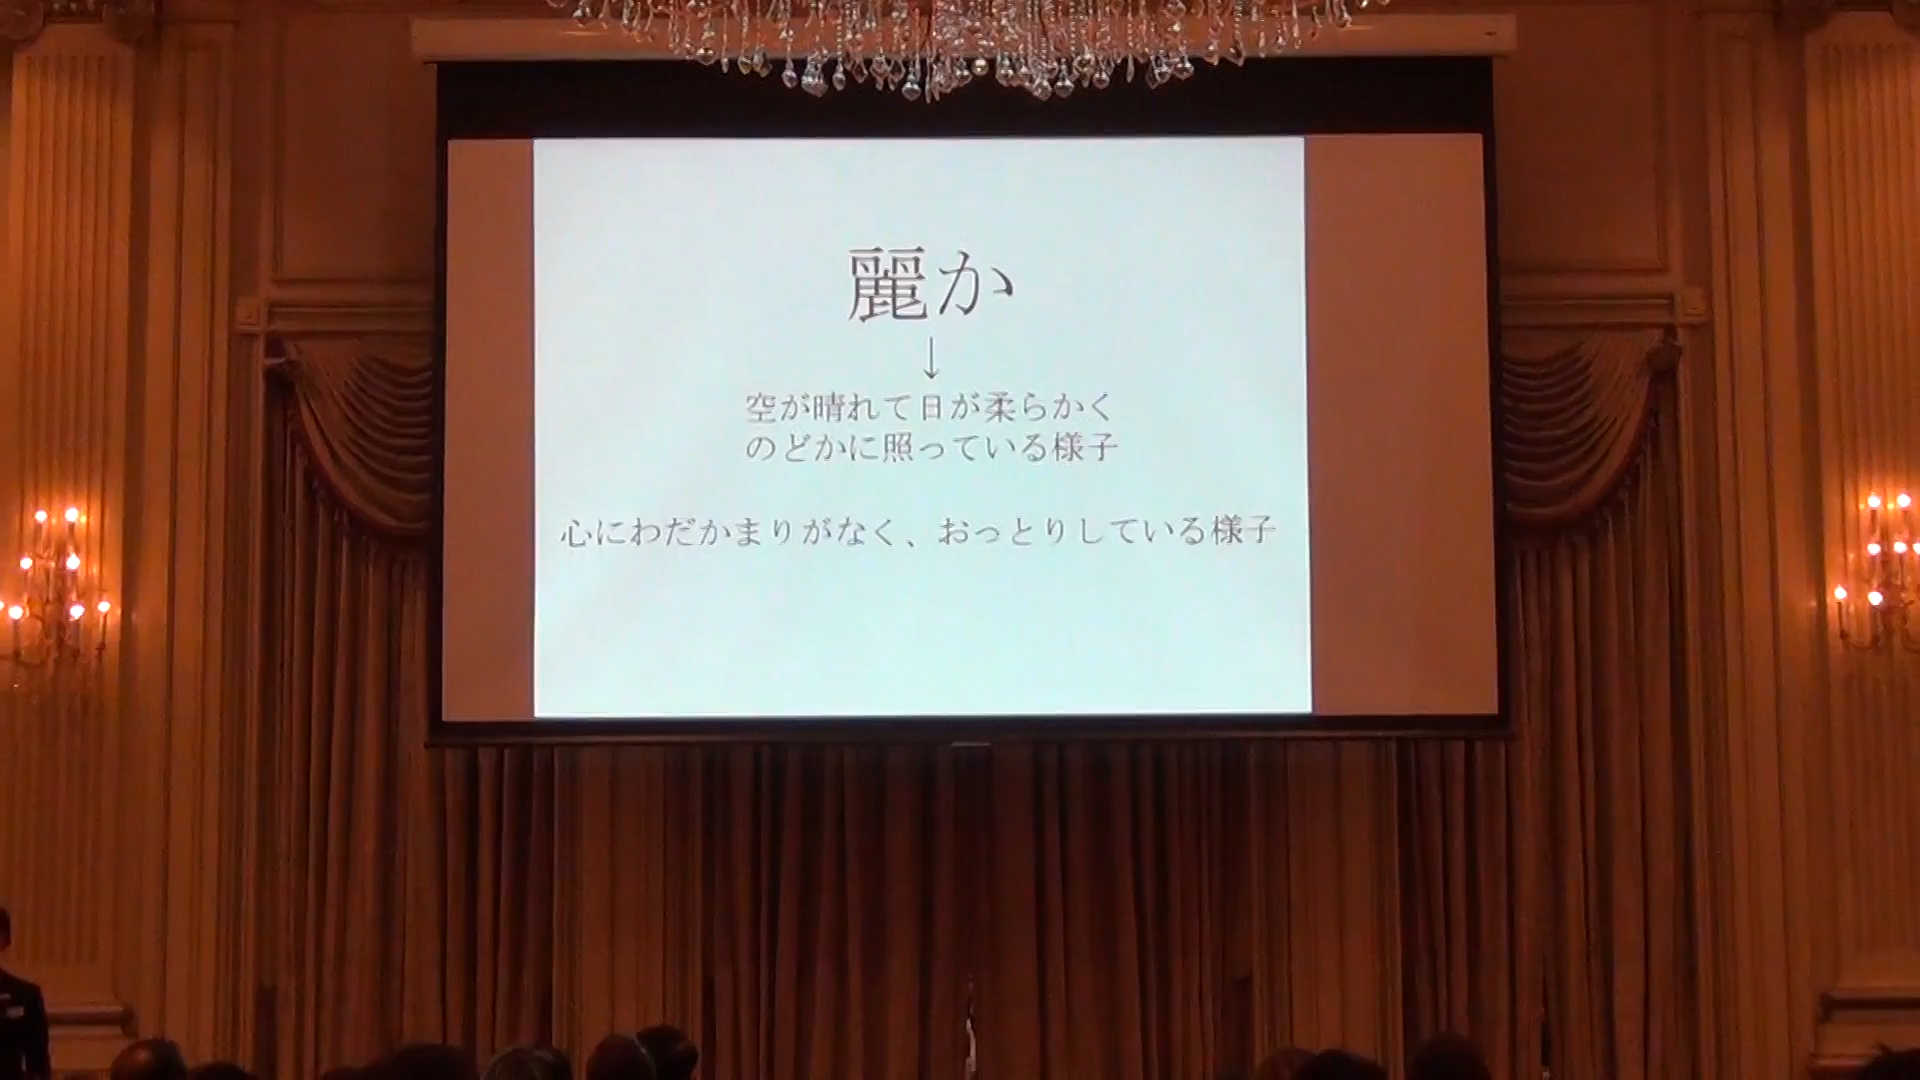 麗か
↓
空が晴れて日が柔らかく
のどかに照っている様子
心にわだかまりがなく、おっとりしている様子